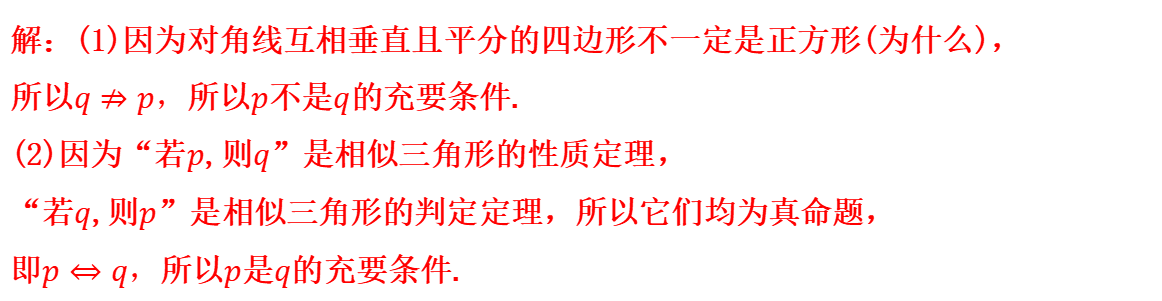 解：(1)因为对角线互相垂直且平分的四边形不一定是正方形(为什么)，
所以q ⇏ p，所以p不是q的充要条件.
(2)因为“若p,则q”是相似三角形的性质定理，
“若q,则p”是相似三角形的判定定理，所以它们均为真命题，
即p ⇔ q，所以p是q的充要条件.